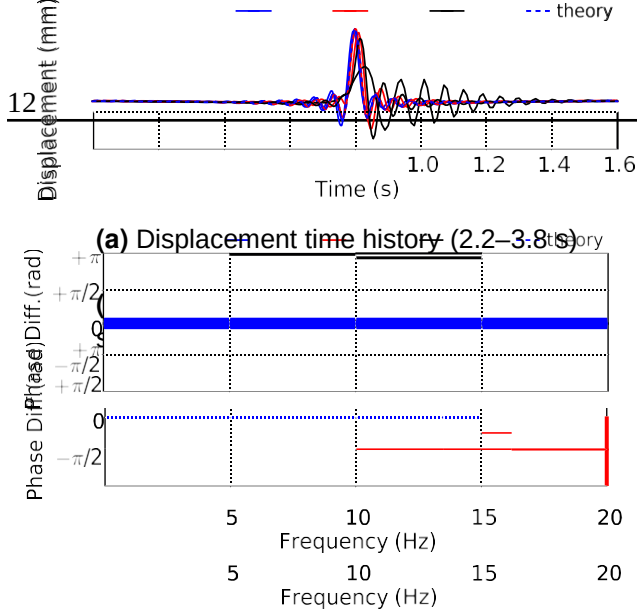 theory
Displacement (mm)
12
1.0 1.2 1.4 1.6
Time (s)
(a) Displacement time history (2.2–3.8 s)
theory
Phase Diff.(rad)
+π
+π/2
0
+π
−π/2
+π/2
0
−π/2
5 10 15 20
Frequency (Hz)
5 10 15 20
Frequency (Hz)